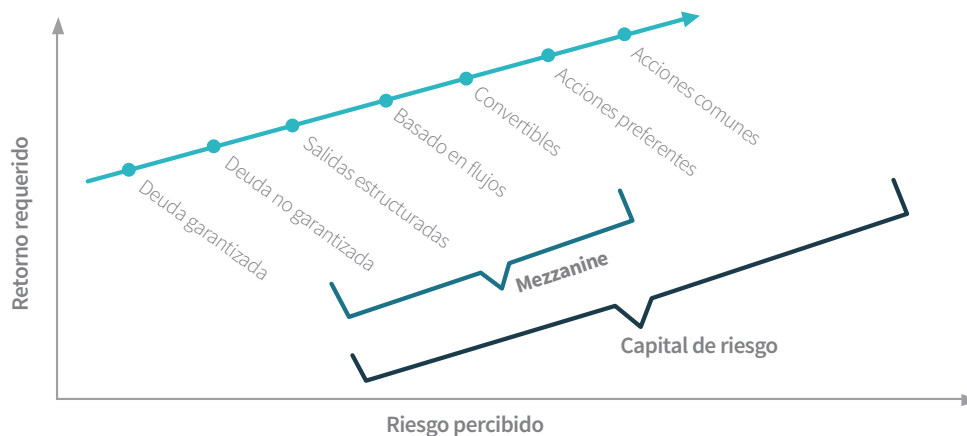 Retorno requerido
Deuda garantizada
Deuda no garantizada
Salidas estructuradas
Basado en flujos
Convertibles
Acciones preferentes
Acciones comunes
Mezzanine
Capital de riesgo
Riesgo percibido